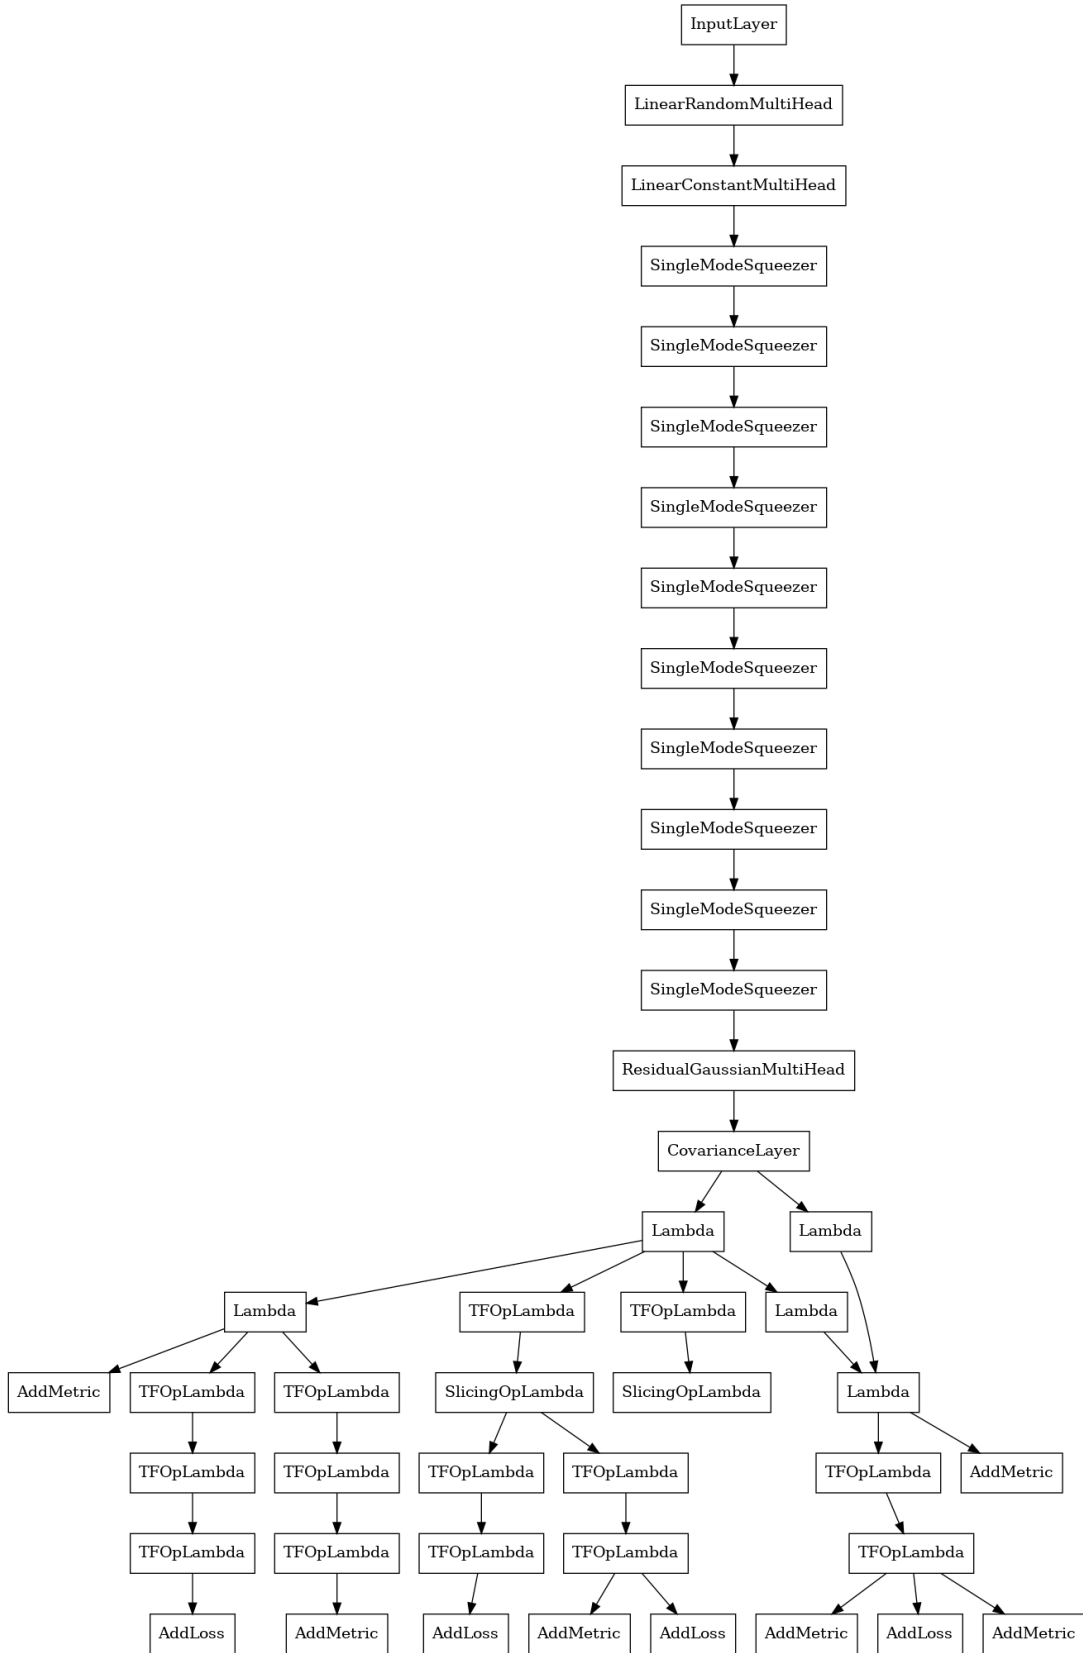 InputLayer
LinearRandomMultiHead
LinearConstantMultiHead
SingleModeSqueezer
SingleModeSqueezer
SingleModeSqueezer
SingleModeSqueezer
SingleModeSqueezer
SingleModeSqueezer
SingleModeSqueezer
SingleModeSqueezer
SingleModeSqueezer
SingleModeSqueezer
ResidualGaussianMultiHead
CovarianceLayer
Lambda Lambda
Lambda TFOpLambda TFOpLambda Lambda
AddMetric TFOpLambda TFOpLambda SlicingOpLambda SlicingOpLambda Lambda
TFOpLambda TFOpLambda TFOpLambda TFOpLambda TFOpLambda AddMetric
TFOpLambda TFOpLambda TFOpLambda TFOpLambda TFOpLambda
AddLoss AddMetric AddLoss AddMetric AddLoss AddMetric AddLoss AddMetric